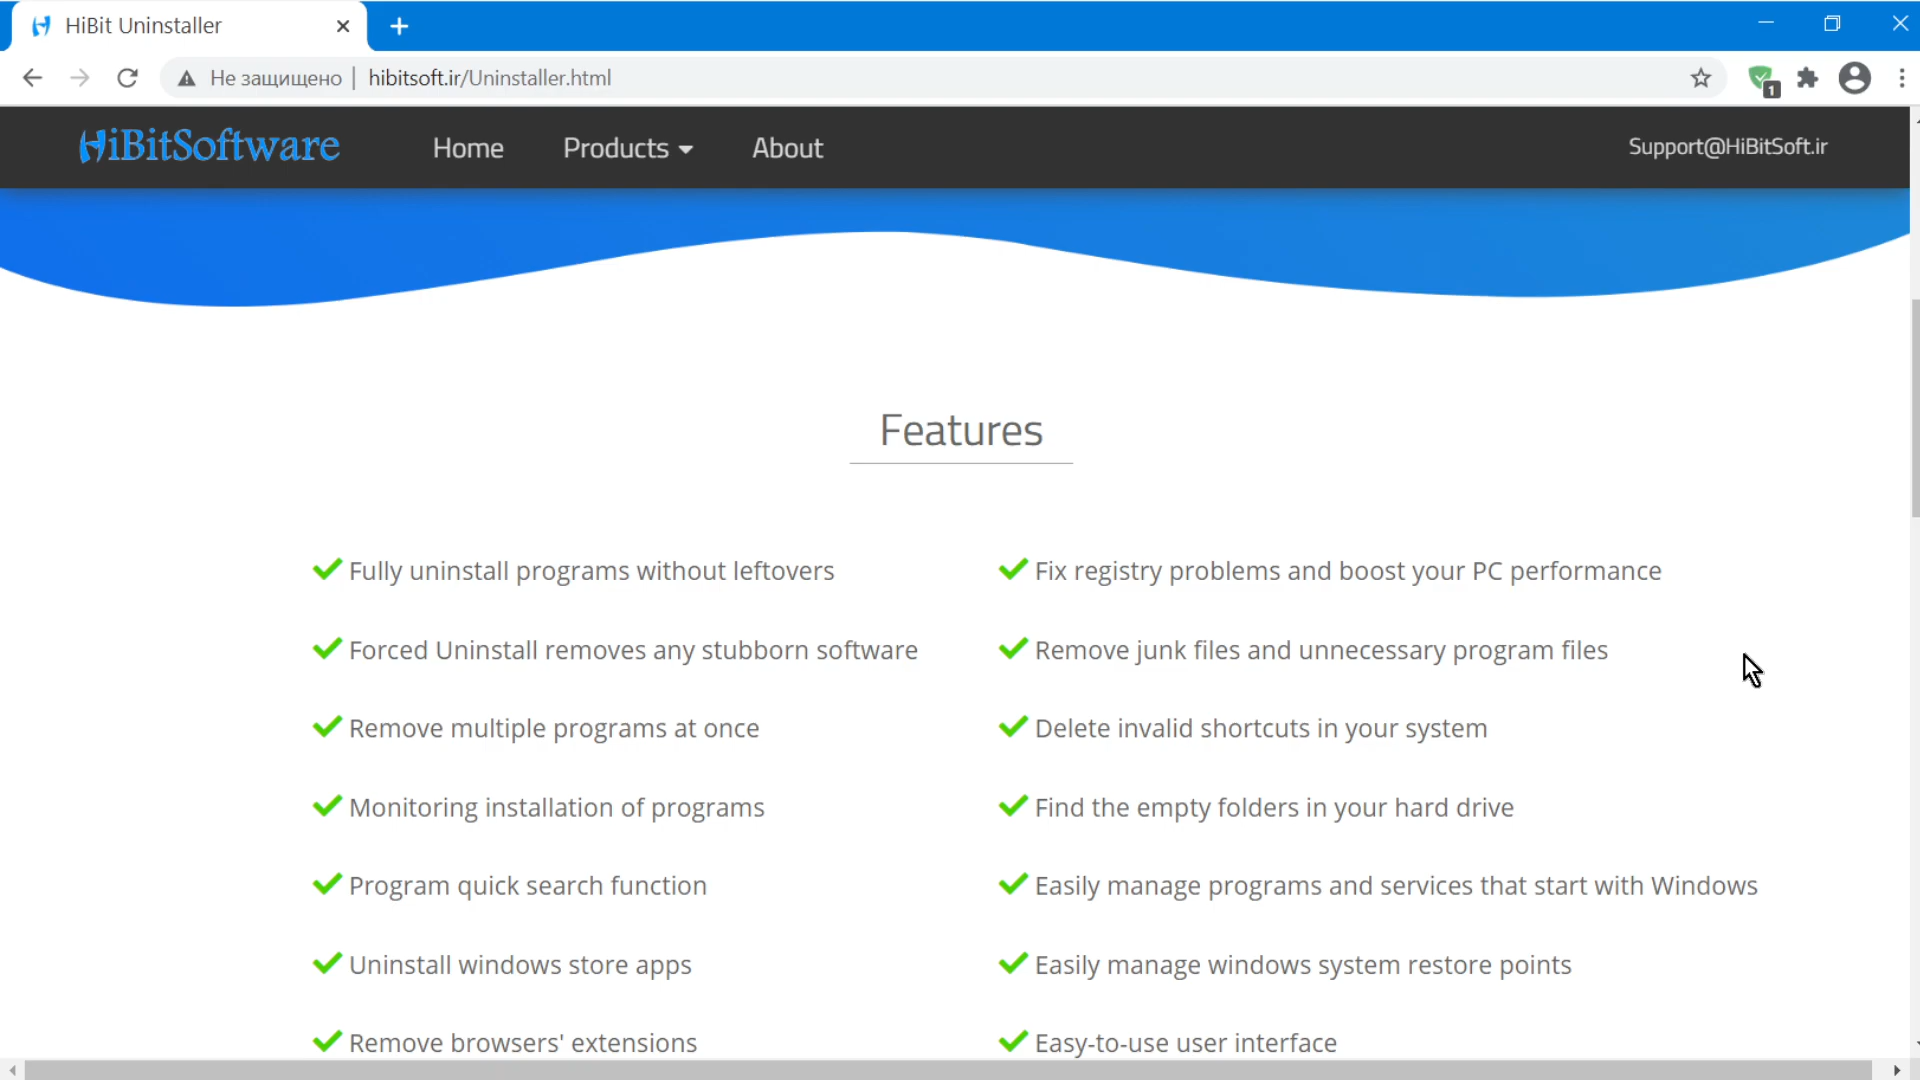 HiBit Uninstaller
Не защищено | hibitsoft.ir/Uninstaller.html
1
HiBitSoftware Home Products About Support@HiBitSoft.ir
Features
Fully uninstall programs without leftovers
Fix registry problems and boost your PC performance
Forced Uninstall removes any stubborn software
Remove junk files and unnecessary program files
Remove multiple programs at once
Delete invalid shortcuts in your system
Monitoring installation of programs
Find the empty folders in your hard drive
Program quick search function
Easily manage programs and services that start with Windows
Uninstall windows store apps
Easily manage windows system restore points
Remove browsers' extensions
Easy-to-use user interface